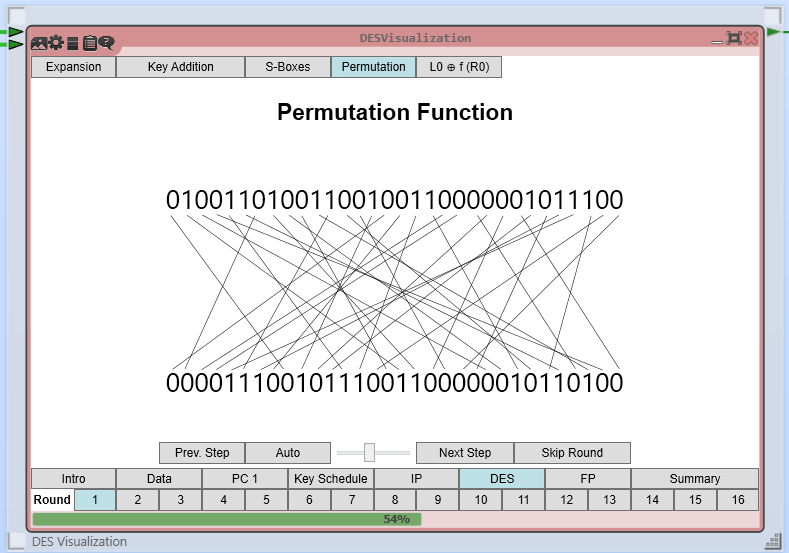 DESVisualization
Expansion Key Addition S-Boxes Permutation L0 ⊕ f (R0)
Permutation Function
01001101001100100110000001011100
00001110010111001100000010110100
Prev. Step Auto Next Step Skip Round
Intro Data PC 1 Key Schedule IP DES FP Summary
Round 1 2 3 4 5 6 7 8 9 10 11 12 13 14 15 16
54%
DES Visualization